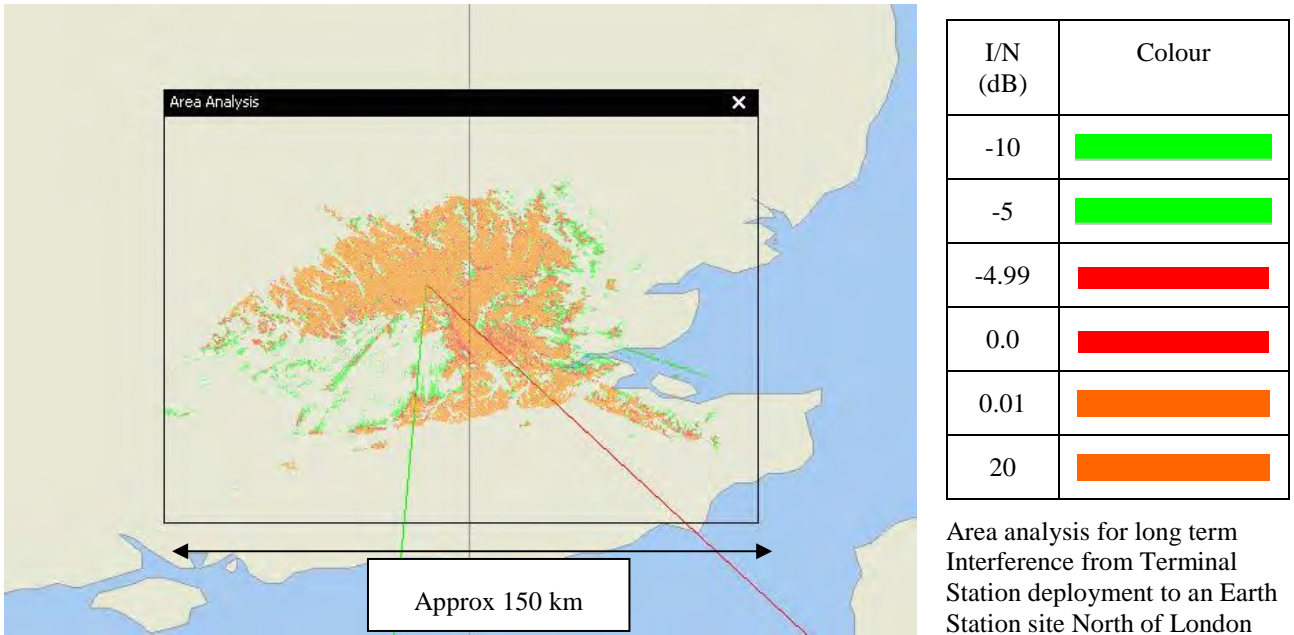 Area Analysis
Approx 150 km
I/N (dB) Colour
-10
-5
-4.99
0.0
0.01
20
Area analysis for long term
Interference from Terminal
Station deployment to an Earth
Station site North of London